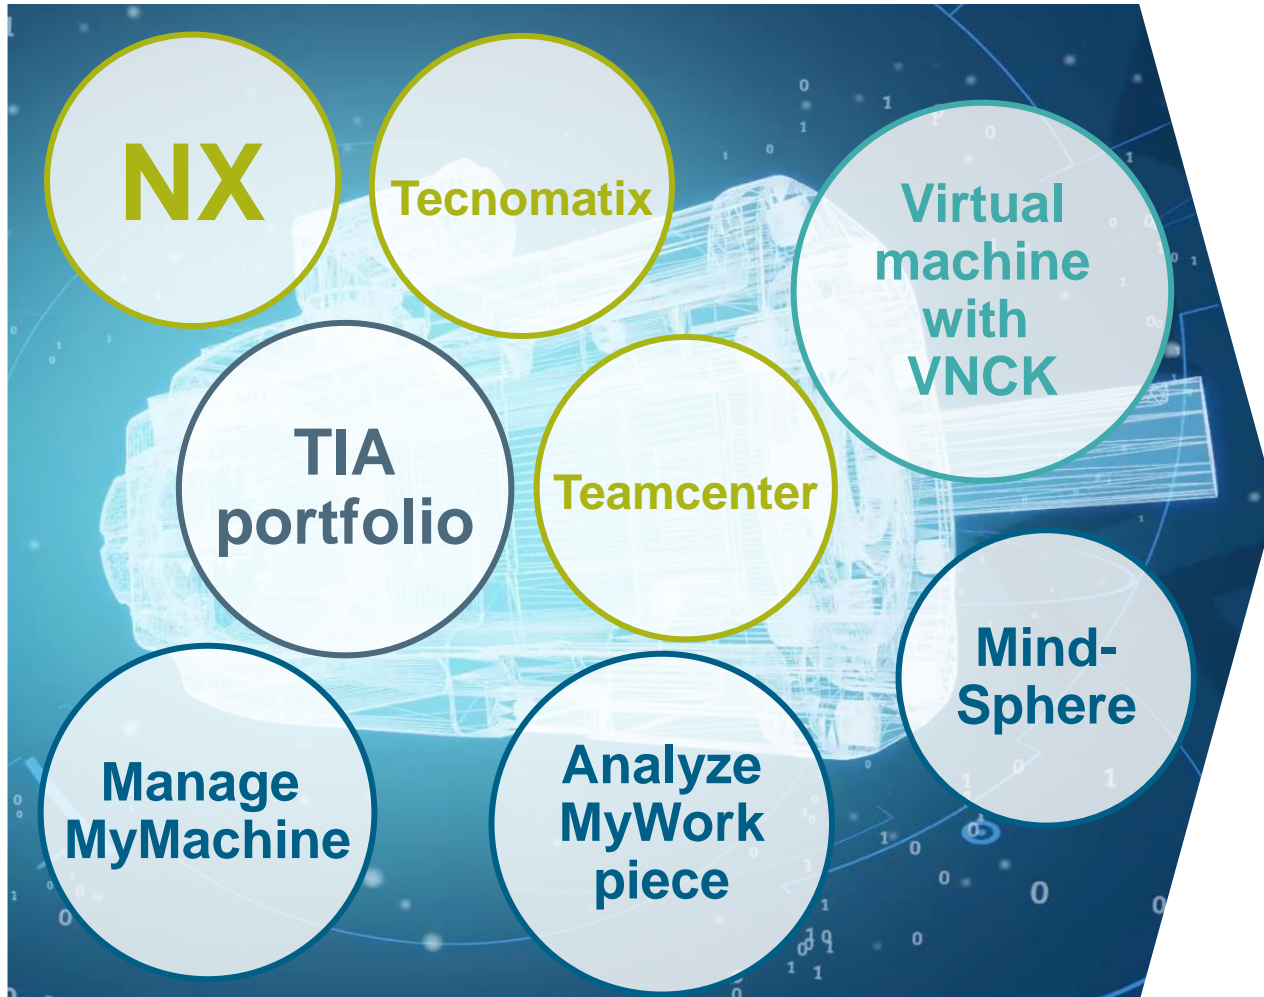 NX
Tecnomatix
Virtual
machine
with
VNCK
TIA
portfolio
Teamcenter
Mind-
Sphere
Manage
MyMachine
Analyze
MyWork
piece